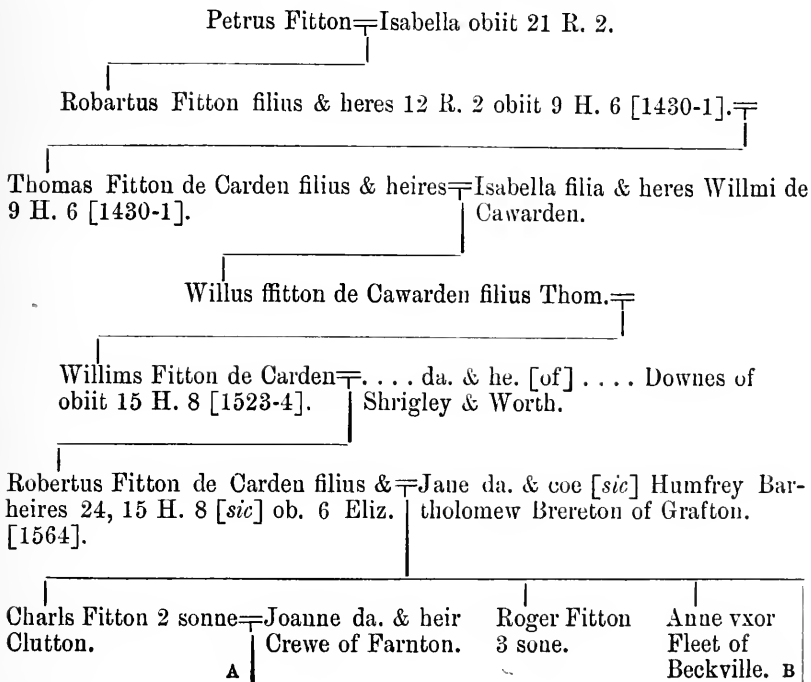 Petrus Fitton=Isabella obiit 21 R. 2.
Robartus Fitton filius & heres 12 R. 2 obiit 9 H. 6 [1430-1].=
Thomas Fitton de Carden filius & heires=Isabella filia & heres Willmi de
9 H. 6 [1430-1]. Cawarden.
Willus ffitton de Cawarden filius Thom.=
Willims Fitton de Carden=. . . . da. & he. [of] . . . . Downes of
obiit 15 H. 8 [1523-4]. Shrigley & Worth.
Robertus Fitton de Carden filius &=Jane da. & coe [sic] Humfrey Bar-
heires 24, 15 H. 8 [sic] ob. 6 Eliz. tholomew Brereton of Grafton.
[1564].
Charls Fitton 2 sonne=Joanne da. & heir Roger Fitton Anne vxor
Clutton. Crewe of Farnton. 3 sone. Fleet of
A Beckville. B